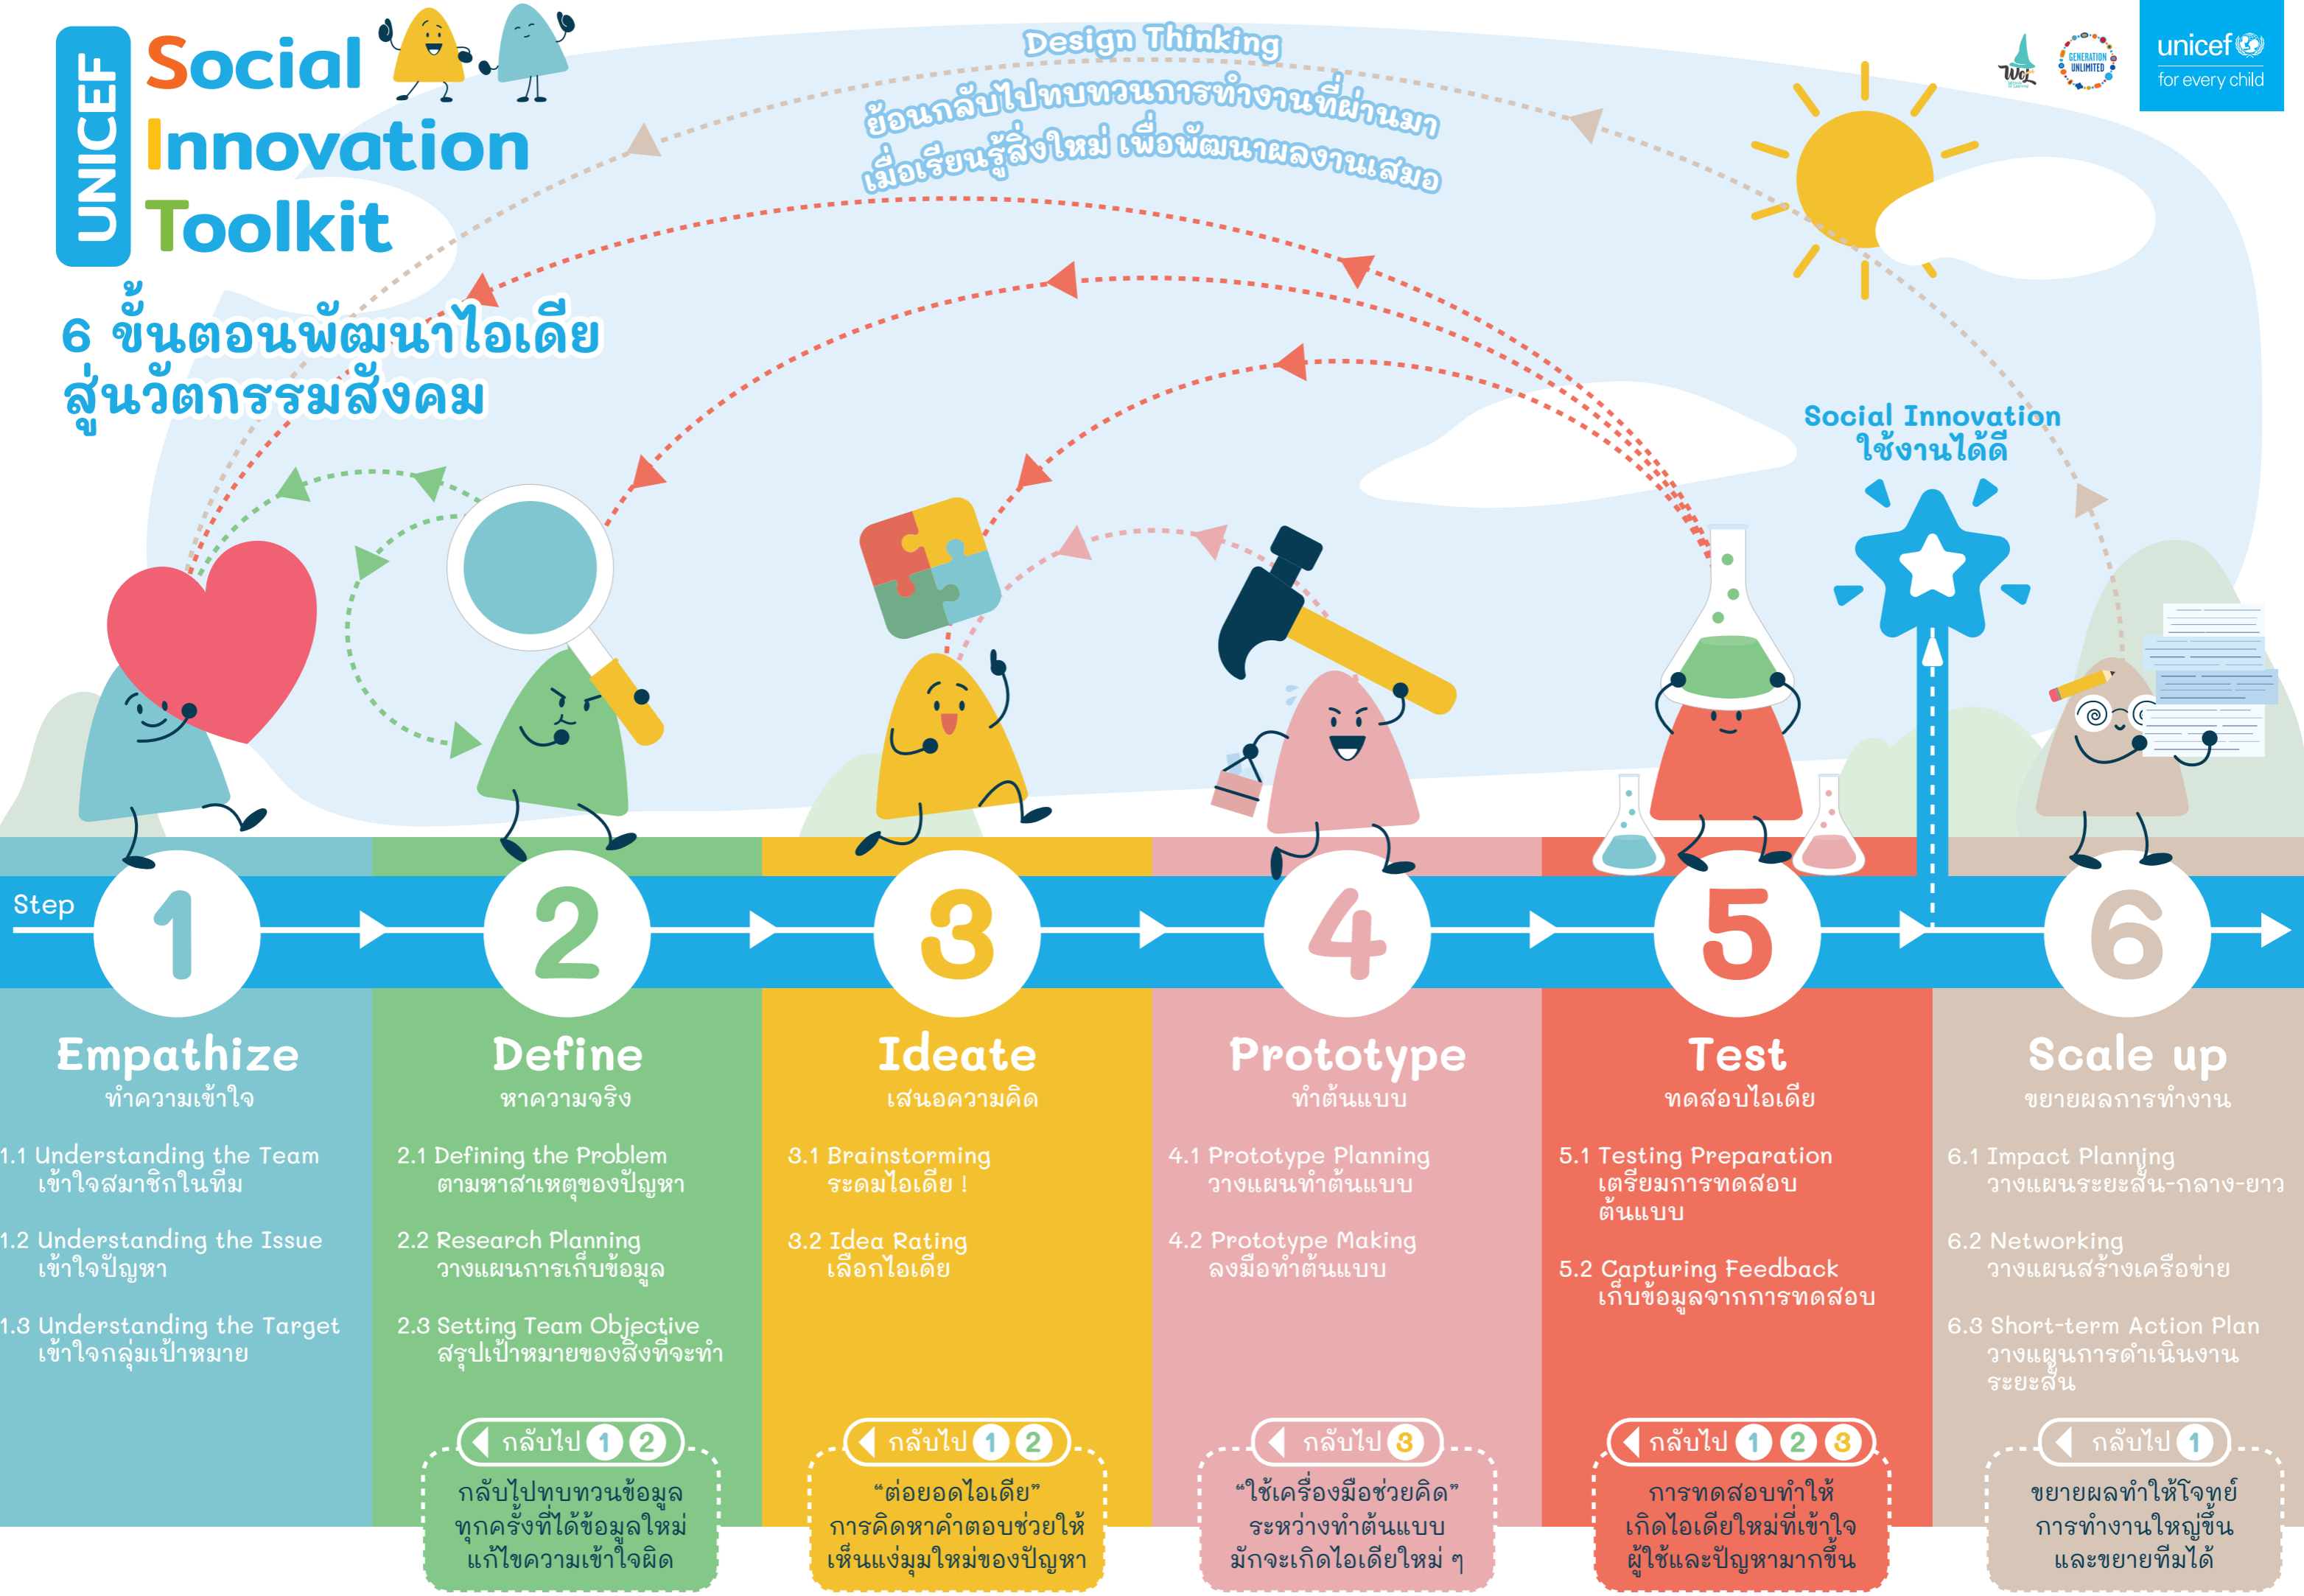 UNICEF
Social
Innovation
Toolkit
6 ขั้นตอนพัฒนาไอเดีย
สู่นวัตกรรมสังคม
Design Thinking
ย้อนกลับไปทบทวนการทำงานที่ผ่านมา
เมื่อเรียนรู้สิ่งใหม่ เพื่อพัฒนาผลงานเสมอ
GENERATION
UNLIMITED
unicef
for every child
Social Innovation
ใช้งานได้ดี
Step
1
2
3
4
5
6
Empathize
ทำความเข้าใจ
1.1 Understanding the Team
เข้าใจสมาชิกในทีม
1.2 Understanding the Issue
เข้าใจปัญหา
1.3 Understanding the Target
เข้าใจกลุ่มเป้าหมาย
Define
หาความจริง
2.1 Defining the Problem
ตามหาสาเหตุของปัญหา
2.2 Research Planning
วางแผนการเก็บข้อมูล
2.3 Setting Team Objective
สรุปเป้าหมายของสิ่งที่จะทำ
กลับไป 1 2
กลับไปทบทวนข้อมูล
ทุกครั้งที่ได้ข้อมูลใหม่
แก้ไขความเข้าใจผิด
Ideate
เสนอความคิด
3.1 Brainstorming
ระดมไอเดีย !
3.2 Idea Rating
เลือกไอเดีย
กลับไป 1 2
“ต่อยอดไอเดีย”
การคิดหาคำตอบช่วยให้
เห็นแง่มุมใหม่ของปัญหา
Prototype
ทำต้นแบบ
4.1 Prototype Planning
วางแผนทำต้นแบบ
4.2 Prototype Making
ลงมือทำต้นแบบ
กลับไป 3
“ใช้เครื่องมือช่วยคิด”
ระหว่างทำต้นแบบ
มักจะเกิดไอเดียใหม่ ๆ
Test
ทดสอบไอเดีย
5.1 Testing Preparation
เตรียมการทดสอบ
ต้นแบบ
5.2 Capturing Feedback
เก็บข้อมูลจากการทดสอบ
กลับไป 1 2 3
การทดสอบทำให้
เกิดไอเดียใหม่ที่เข้าใจ
ผู้ใช้และปัญหามากขึ้น
Scale up
ขยายผลการทำงาน
6.1 Impact Planning
วางแผนระยะสั้น-กลาง-ยาว
6.2 Networking
วางแผนสร้างเครือข่าย
6.3 Short-term Action Plan
วางแผนการดำเนินงาน
ระยะสั้น
กลับไป 1
ขยายผลทำให้โจทย์
การทำงานใหญ่ขึ้น
และขยายทีมได้